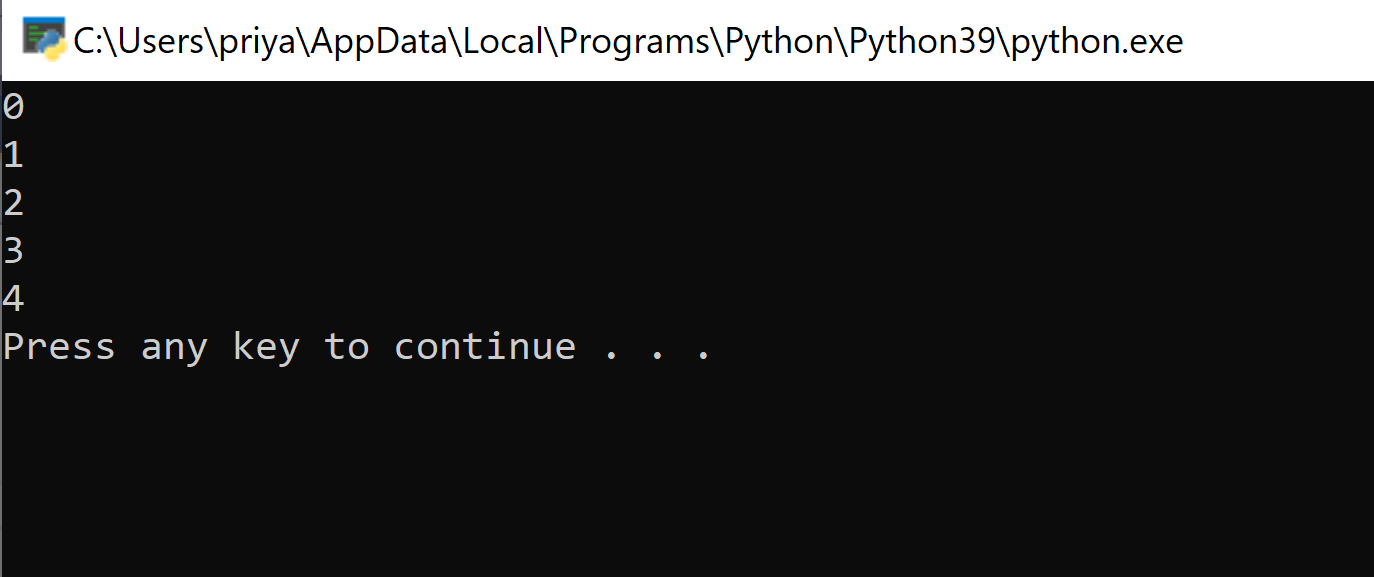 C:\Users\priya\AppData\Local\Programs\Python\Python39\python.exe
0
1
2
3
4
Press any key to continue . . .